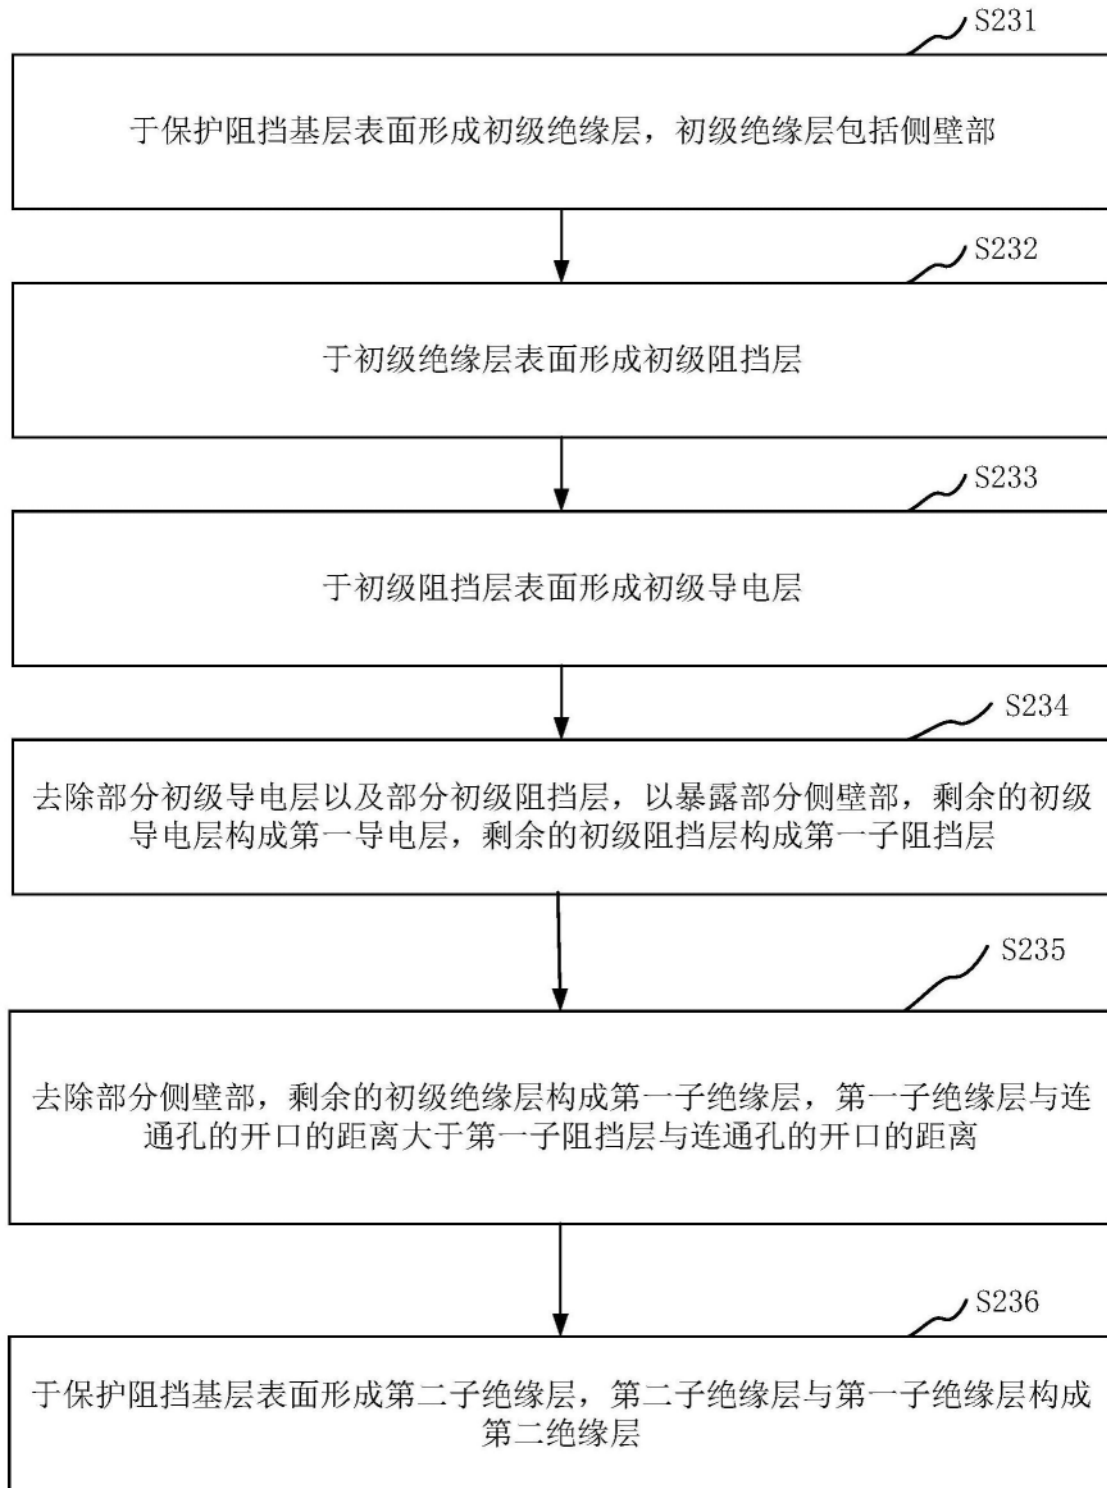 S231
于保护阻挡基层表面形成初级绝缘层，初级绝缘层包括侧壁部
S232
于初级绝缘层表面形成初级阻挡层
S233
于初级阻挡层表面形成初级导电层
S234
去除部分初级导电层以及部分初级阻挡层，以暴露部分侧壁部，剩余的初级
导电层构成第一导电层，剩余的初级阻挡层构成第一子阻挡层
S235
去除部分侧壁部，剩余的初级绝缘层构成第一子绝缘层，第一子绝缘层与连
通孔的开口的距离大于第一子阻挡层与连通孔的开口的距离
S236
于保护阻挡基层表面形成第二子绝缘层，第二子绝缘层与第一子绝缘层构成
第二绝缘层